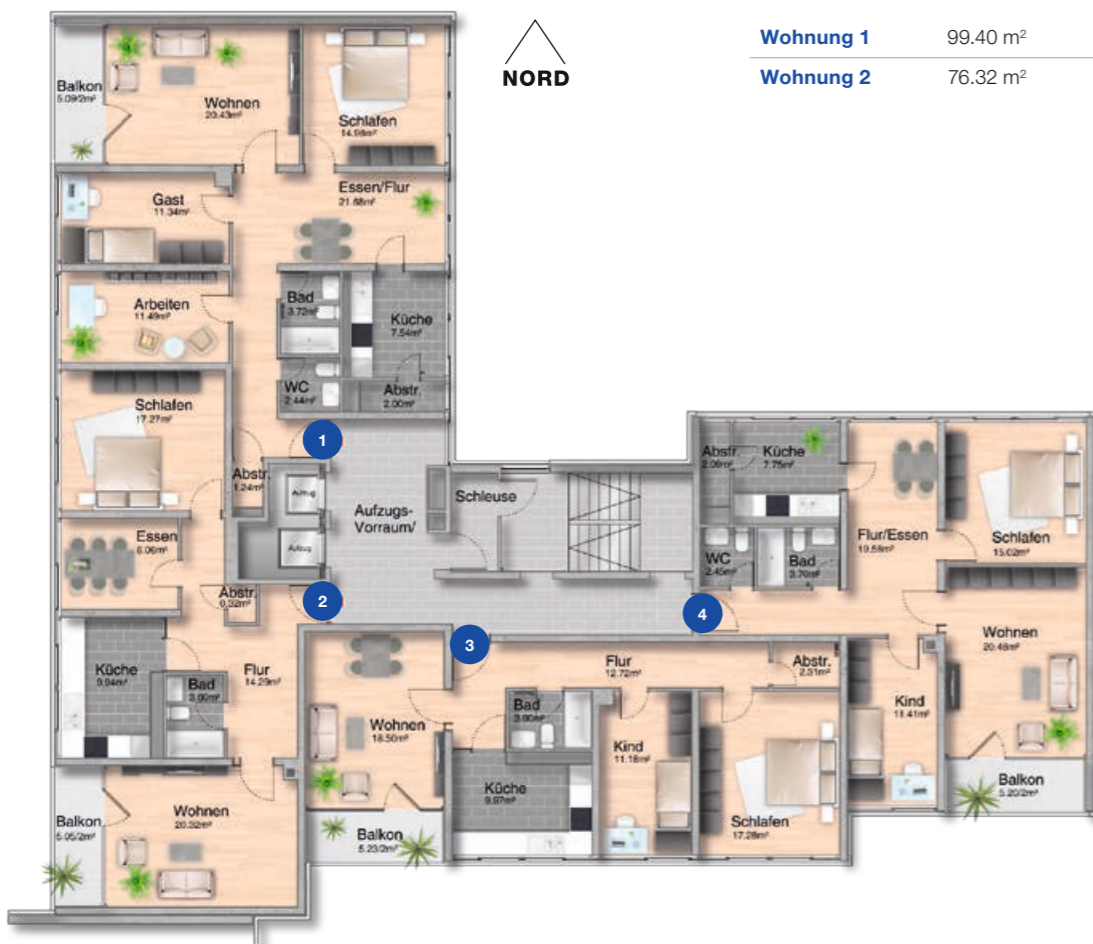 NORD
Wohnung 1 99.40 m²
Wohnung 2 76.32 m²
Balkon
5.09/2m²
Wohnen
20.43m²
Schlafen
14.98m²
Gast
11.34m²
Essen/Flur
21.68m²
Arbeiten
11.49m²
Bad
3.72m²
Küche
7.54m²
WC
2.44m²
Abstr.
2.00m²
Schlafen
17.27m²
1
Abstr.
1.24m²
Aufzug
Aufzug
Aufzugs-
Vorraum/
Schleuse
Essen
8.06m²
Abstr.
0.32m²
2
Küche
9.04m²
Bad
3.60m²
Flur
14.29m²
Balkon
5.05/2m²
Wohnen
20.32m²
3
Wohnen
18.50m²
Balkon
5.23/2m²
Flur
12.72m²
Abstr.
2.31m²
Bad
3.60m²
Küche
9.97m²
Kind
11.18m²
Schlafen
17.28m²
4
Abstr.
2.09m²
Küche
7.75m²
WC
2.45m²
Bad
3.70m²
Flur/Essen
19.58m²
Schlafen
15.02m²
Wohnen
20.48m²
Kind
11.41m²
Balkon
5.20/2m²